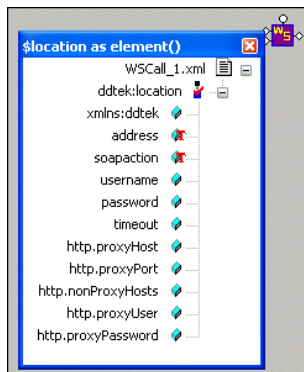 $location as element()
WS
WSCall_1.xml
ddtek:location
xmlns:ddtek
address
soapaction
username
password
timeout
http.proxyHost
http.proxyPort
http.nonProxyHosts
http.proxyUser
http.proxyPassword